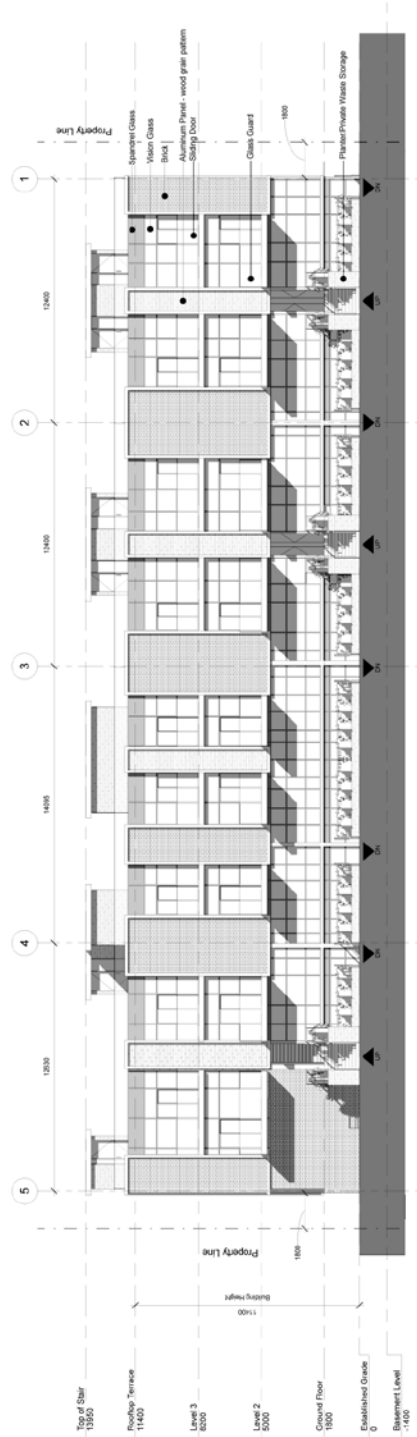 1
2
3
4
5
12400
12400
14095
12530
Property Line
Spandrel Glass
Vision Glass
Brick
Aluminum Panel - wood grain pattern
Sliding Door
Glass Guard
1800
Planter/Private Waste Storage
DN
UP
DN
UP
DN
DN
DN
UP
Property Line
1800
Building Height
11400
Top of Stair
13950
Rooftop Terrace
11400
Level 3
8200
Level 2
5000
Ground Floor
1800
Established Grade
0
Basement Level
-1400